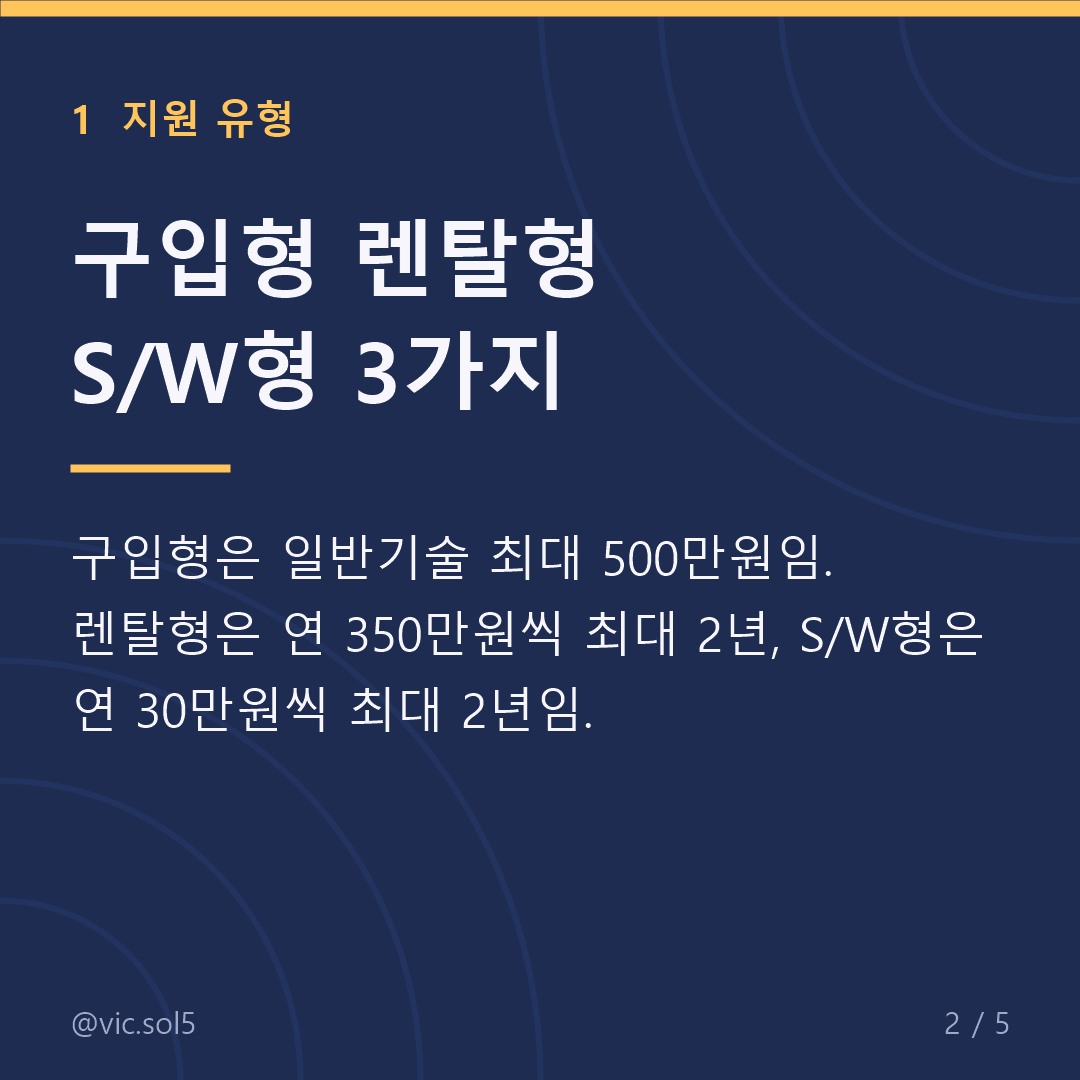 1 지원 유형
구입형 렌탈형
S/W형 3가지
구입형은 일반기술 최대 500만원임.
렌탈형은 연 350만원씩 최대 2년, S/W형은
연 30만원씩 최대 2년임.
@vic.sol5
2 / 5